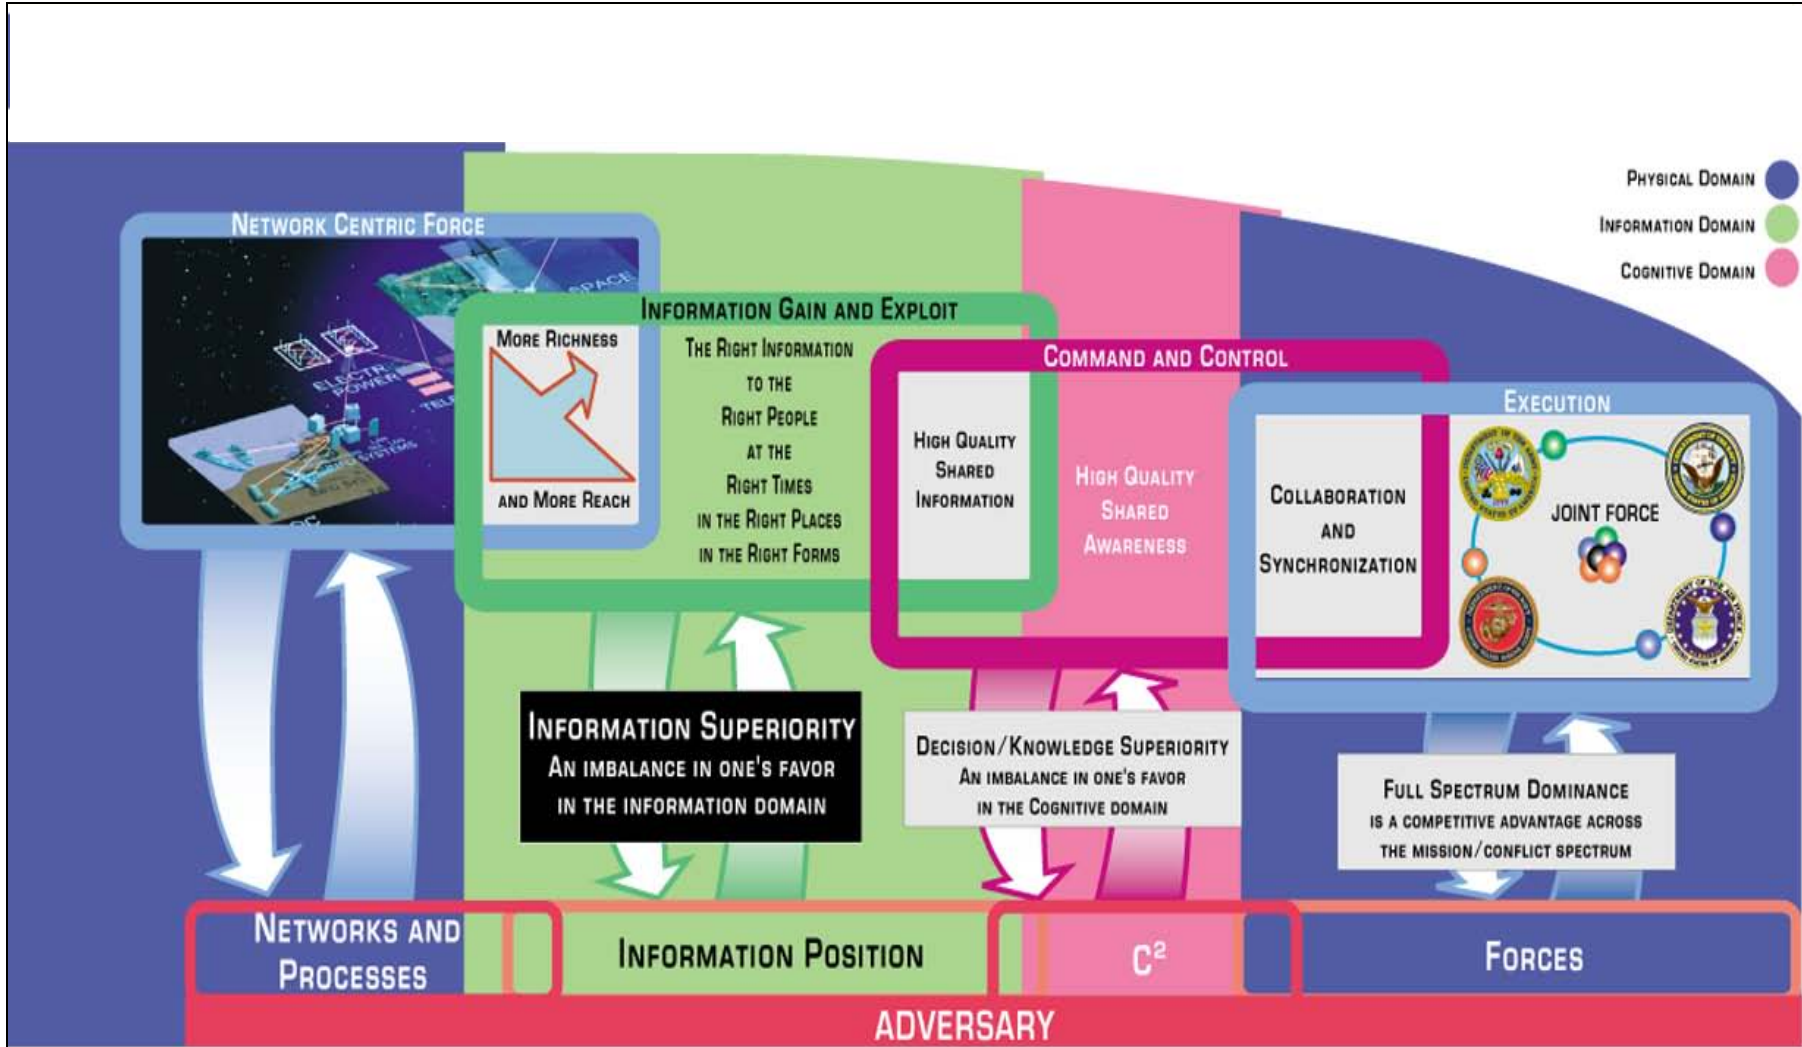 PHYSICAL DOMAIN
INFORMATION DOMAIN
COGNITIVE DOMAIN
NETWORK CENTRIC FORCE
SPACE
ELECTR
POWER
TELE
SYSTEMS
INFORMATION GAIN AND EXPLOIT
MORE RICHNESS
AND MORE REACH
THE RIGHT INFORMATION
TO THE
RIGHT PEOPLE
AT THE
RIGHT TIMES
IN THE RIGHT PLACES
IN THE RIGHT FORMS
COMMAND AND CONTROL
HIGH QUALITY
SHARED
INFORMATION
HIGH QUALITY
SHARED
AWARENESS
COLLABORATION
AND
SYNCHRONIZATION
EXECUTION
JOINT FORCE
INFORMATION SUPERIORITY
AN IMBALANCE IN ONE'S FAVOR
IN THE INFORMATION DOMAIN
DECISION/KNOWLEDGE SUPERIORITY
AN IMBALANCE IN ONE'S FAVOR
IN THE COGNITIVE DOMAIN
FULL SPECTRUM DOMINANCE
IS A COMPETITIVE ADVANTAGE ACROSS
THE MISSION/CONFLICT SPECTRUM
NETWORKS AND
PROCESSES
INFORMATION POSITION
C²
FORCES
ADVERSARY